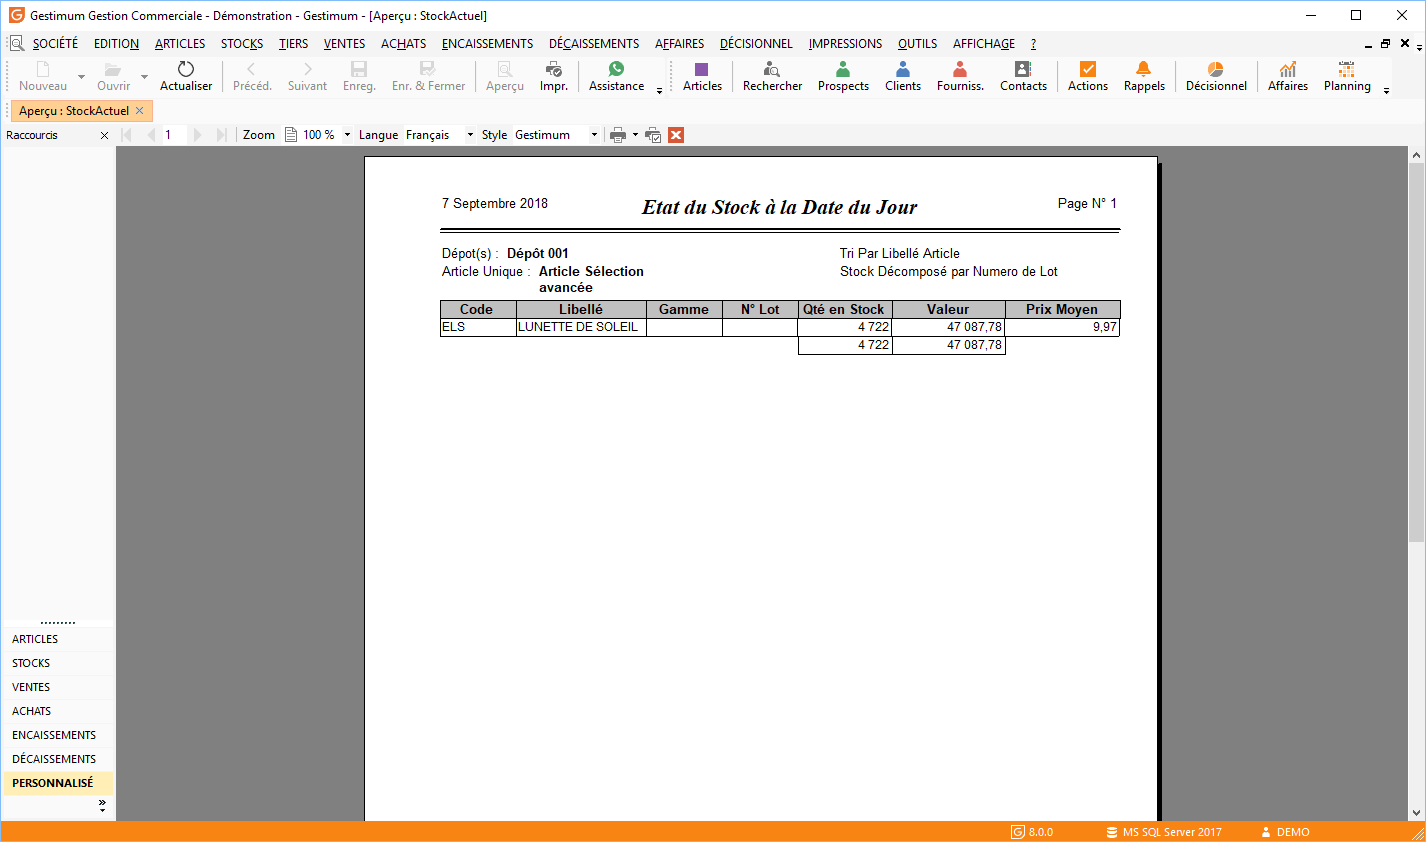 Gestimum Gestion Commerciale - Démonstration - Gestimum - [Aperçu : StockActuel]
SOCIÉTÉ EDITION ARTICLES STOCKS TIERS VENTES ACHATS ENCAISSEMENTS DÉCAISSEMENTS AFFAIRES DÉCISIONNEL IMPRESSIONS OUTILS AFFICHAGE ?
Nouveau Ouvrir Actualiser Précéd. Suivant Enreg. Enr. & Fermer Aperçu Impr. Assistance Articles Rechercher Prospects Clients Fourniss. Contacts Actions Rappels Décisionnel Affaires Planning
Aperçu : StockActuel
Raccourcis 1 Zoom 100 % Langue Français Style Gestimum
7 Septembre 2018 Etat du Stock à la Date du Jour Page N° 1
Dépot(s) : Dépôt 001 Tri Par Libellé Article
Article Unique : Article Sélection Stock Décomposé par Numero de Lot
avancée
Code Libellé Gamme N° Lot Qté en Stock Valeur Prix Moyen
ELS LUNETTE DE SOLEIL 4 722 47 087,78 9,97
4 722 47 087,78
ARTICLES
STOCKS
VENTES
ACHATS
ENCAISSEMENTS
DÉCAISSEMENTS
PERSONNALISÉ
8.0.0 MS SQL Server 2017 DEMO